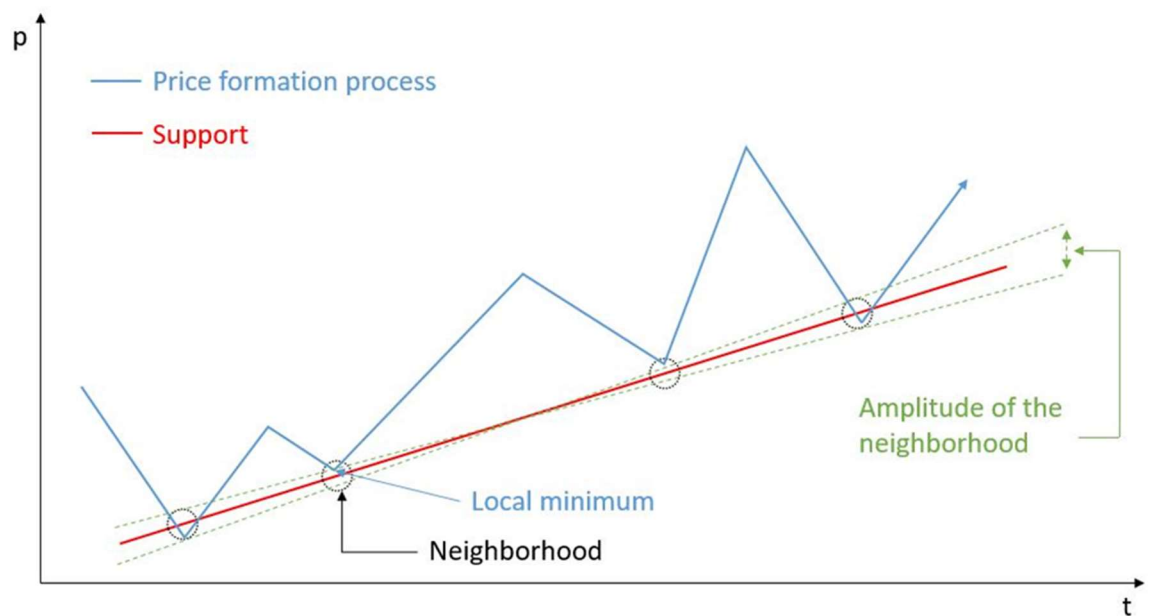 p
Price formation process
Support
Amplitude of the
neighborhood
Local minimum
Neighborhood
t